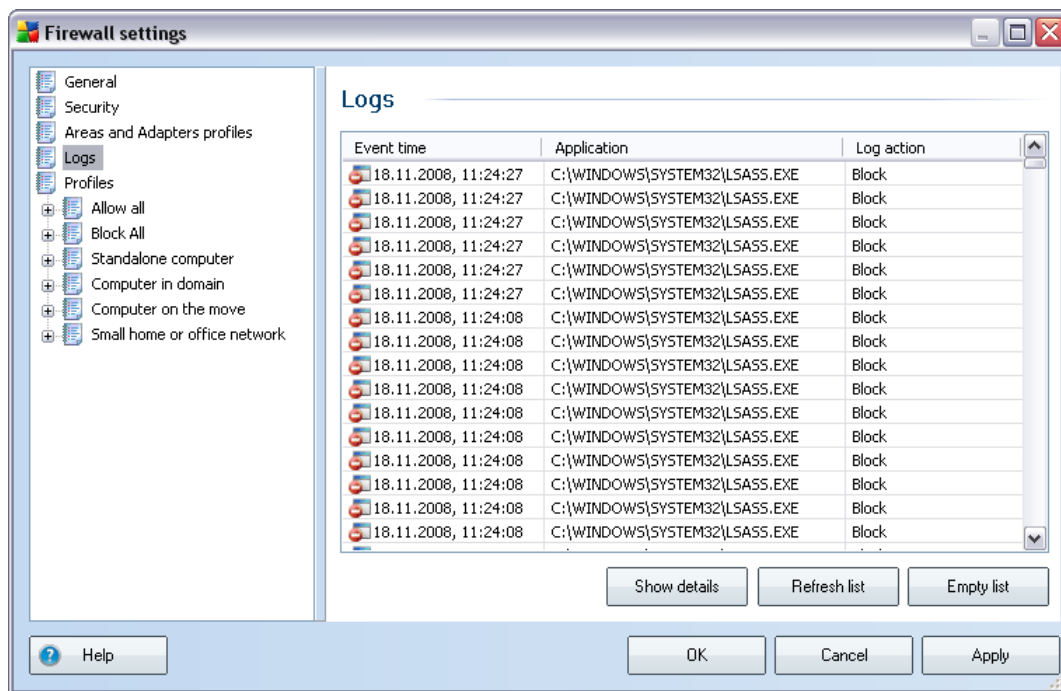 Firewall settings
General
Security
Areas and Adapters profiles
Logs
Profiles
Allow all
Block All
Standalone computer
Computer in domain
Computer on the move
Small home or office network
Logs
Event time Application Log action
18.11.2008, 11:24:27 C:\WINDOWS\SYSTEM32\LSASS.EXE Block
18.11.2008, 11:24:27 C:\WINDOWS\SYSTEM32\LSASS.EXE Block
18.11.2008, 11:24:27 C:\WINDOWS\SYSTEM32\LSASS.EXE Block
18.11.2008, 11:24:27 C:\WINDOWS\SYSTEM32\LSASS.EXE Block
18.11.2008, 11:24:27 C:\WINDOWS\SYSTEM32\LSASS.EXE Block
18.11.2008, 11:24:27 C:\WINDOWS\SYSTEM32\LSASS.EXE Block
18.11.2008, 11:24:08 C:\WINDOWS\SYSTEM32\LSASS.EXE Block
18.11.2008, 11:24:08 C:\WINDOWS\SYSTEM32\LSASS.EXE Block
18.11.2008, 11:24:08 C:\WINDOWS\SYSTEM32\LSASS.EXE Block
18.11.2008, 11:24:08 C:\WINDOWS\SYSTEM32\LSASS.EXE Block
18.11.2008, 11:24:08 C:\WINDOWS\SYSTEM32\LSASS.EXE Block
18.11.2008, 11:24:08 C:\WINDOWS\SYSTEM32\LSASS.EXE Block
18.11.2008, 11:24:08 C:\WINDOWS\SYSTEM32\LSASS.EXE Block
18.11.2008, 11:24:08 C:\WINDOWS\SYSTEM32\LSASS.EXE Block
18.11.2008, 11:24:08 C:\WINDOWS\SYSTEM32\LSASS.EXE Block
18.11.2008, 11:24:08 C:\WINDOWS\SYSTEM32\LSASS.EXE Block
Show details Refresh list Empty list
Help OK Cancel Apply